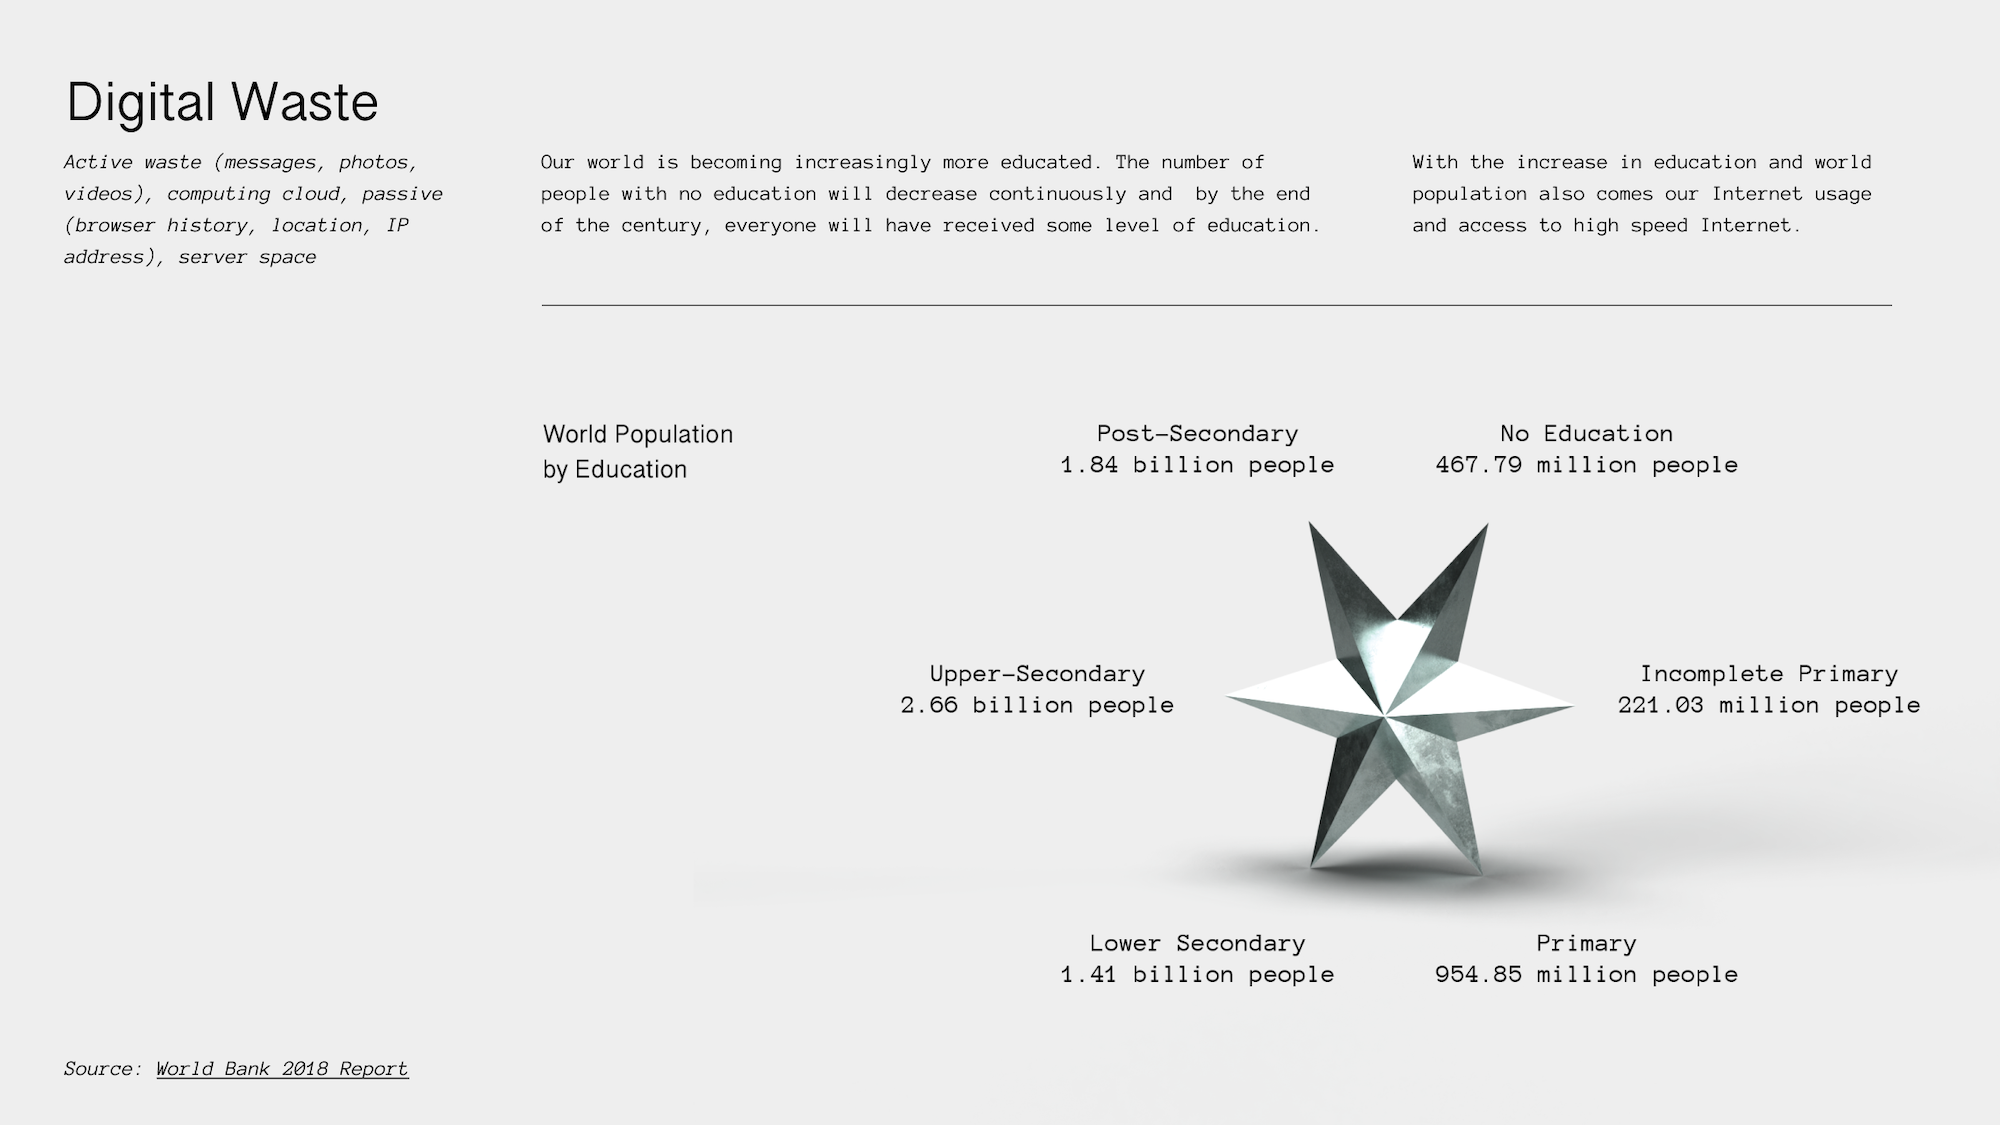 Digital Waste
Active waste (messages, photos,
videos), computing cloud, passive
(browser history, location, IP
address), server space
Our world is becoming increasingly more educated. The number of
people with no education will decrease continuously and  by the end
of the century, everyone will have received some level of education.
With the increase in education and world
population also comes our Internet usage
and access to high speed Internet.
World Population
by Education
Post-Secondary
1.84 billion people
No Education
467.79 million people
Upper-Secondary
2.66 billion people
Incomplete Primary
221.03 million people
Lower Secondary
1.41 billion people
Primary
954.85 million people
Source: World Bank 2018 Report